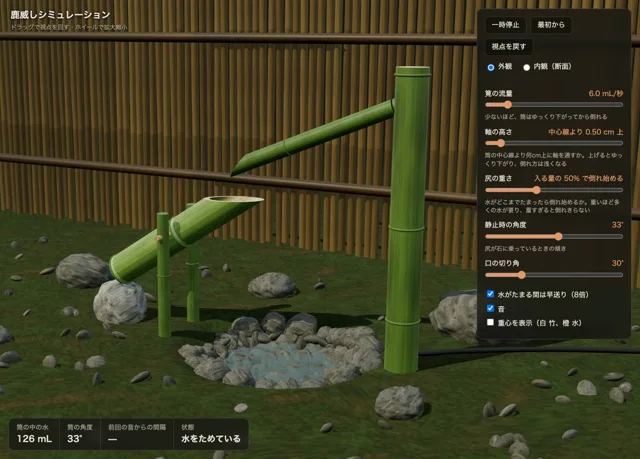 鹿威しシミュレーション
ドラッグで視点を回す・ホイールで拡大縮小
一時停止 最初から
視点を戻す
外観 内観（断面）
筧の流量 6.0 mL/秒
少ないほど、筒はゆっくり下がってから倒れる
軸の高さ 中心線より 0.50 cm 上
筒の中心線より何cm上に軸を通すか。上げるとゆっ
くり下がり、倒れ方は浅くなる
尻の重さ 入る量の 50% で倒れ始める
水がどこまでたまったら倒れ始めるか。重いほど多
くの水が要り、重すぎると倒れきらない
静止時の角度 33°
尻が石に乗っているときの傾き
口の切り角 30°
水がたまる間は早送り（8倍）
音
重心を表示（白 竹、橙 水）
筒の中の水 筒の角度 前回の音からの間隔 状態
126 mL 33° — 水をためている